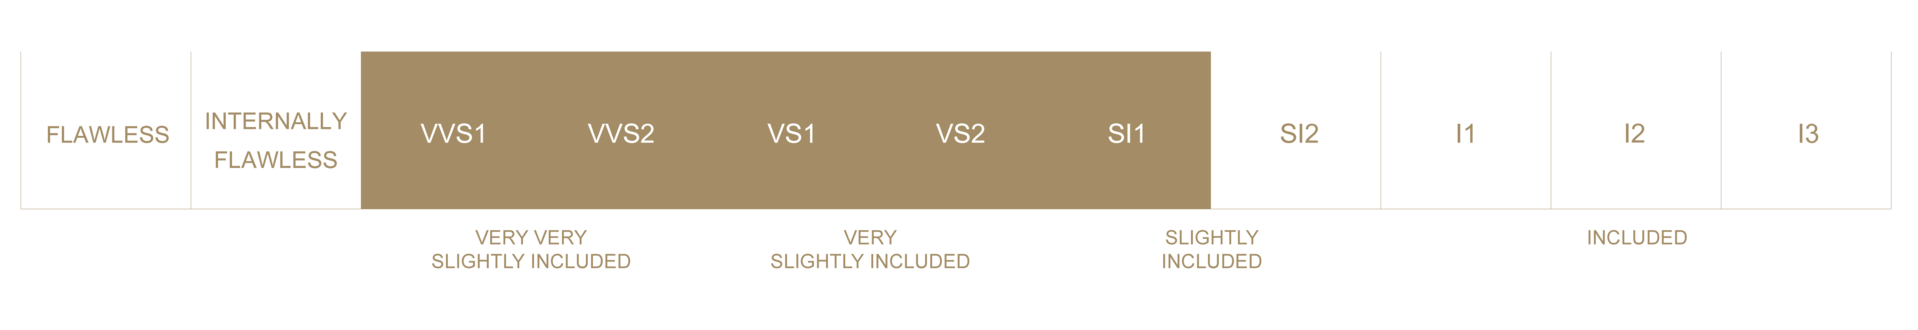 FLAWLESS
INTERNALLY
FLAWLESS
VVS1
VVS2
VS1
VS2
SI1
SI2
I1
I2
I3
VERY VERY
SLIGHTLY INCLUDED
VERY
SLIGHTLY INCLUDED
SLIGHTLY
INCLUDED
INCLUDED